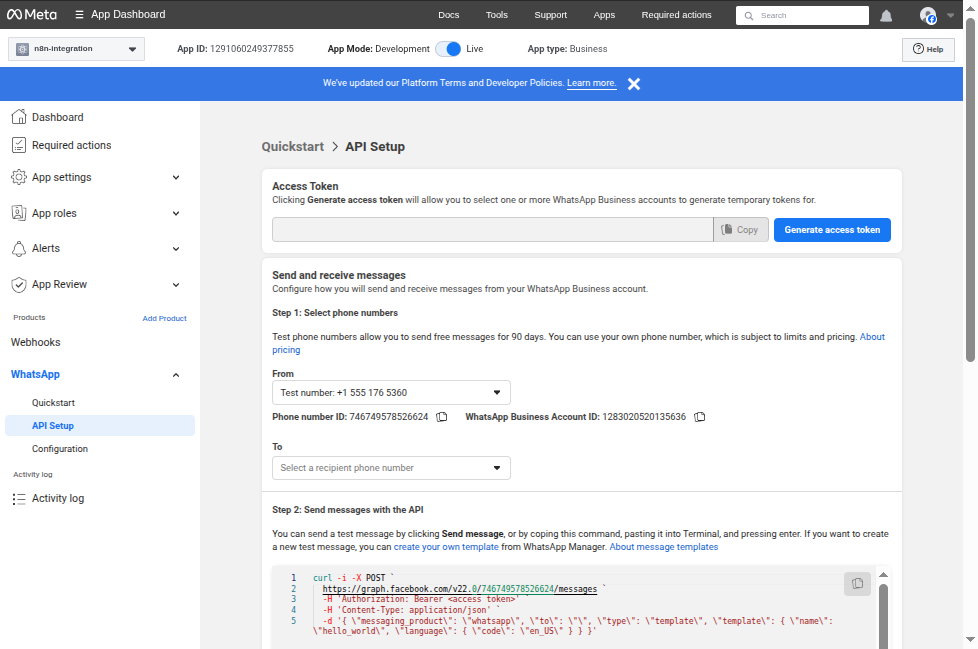 Meta
App Dashboard
Docs Tools Support Apps Required actions Search
n8n-integration
App ID: 1291060249377855
App Mode: Development Live
App type: Business
Help
We've updated our Platform Terms and Developer Policies. Learn more.
Dashboard
Required actions
App settings
App roles
Alerts
App Review
Products Add Product
Webhooks
WhatsApp
Quickstart
API Setup
Configuration
Activity log
Activity log
Quickstart > API Setup
Access Token
Clicking Generate access token will allow you to select one or more WhatsApp Business accounts to generate temporary tokens for.
Copy
Generate access token
Send and receive messages
Configure how you will send and receive messages from your WhatsApp Business account.
Step 1: Select phone numbers
Test phone numbers allow you to send free messages for 90 days. You can use your own phone number, which is subject to limits and pricing. About
pricing
From
Test number: +1 555 176 5360
Phone number ID: 746749578526624 WhatsApp Business Account ID: 1283020520135636
To
Select a recipient phone number
Step 2: Send messages with the API
You can send a test message by clicking Send message, or by coping this command, pasting it into Terminal, and pressing enter. If you want to create
a new test message, you can create your own template from WhatsApp Manager. About message templates
1 curl -i -X POST `
2 https://graph.facebook.com/v22.0/746749578526624/messages `
3 -H 'Authorization: Bearer <access token>' `
4 -H 'Content-Type: application/json' `
5 -d '{ \"messaging_product\": \"whatsapp\", \"to\": \"\", \"type\": \"template\", \"template\": { \"name\":
\"hello_world\", \"language\": { \"code\": \"en_US\" } } }'